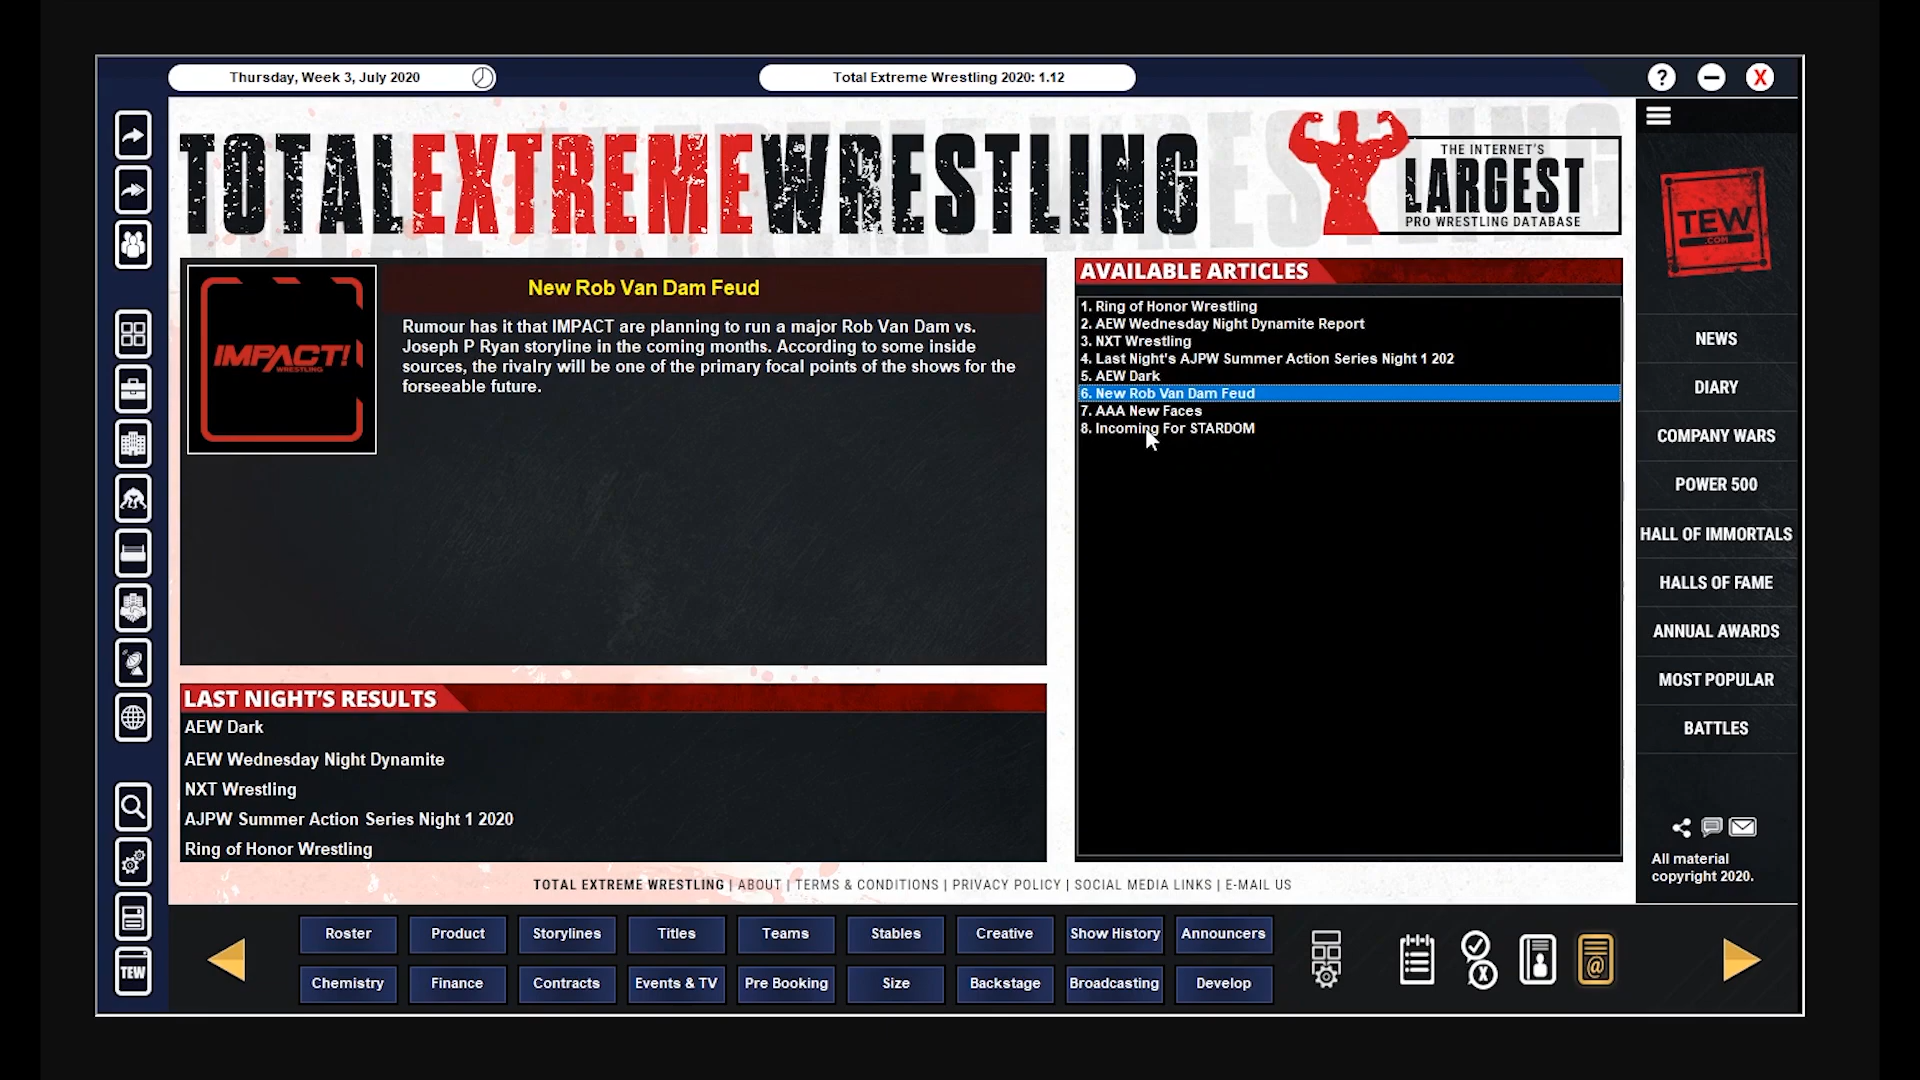 Thursday, Week 3, July 2020
Total Extreme Wrestling 2020: 1.12
?
X
TOTALEXTREMEWRESTLING
THE INTERNET'S
LARGEST
PRO WRESTLING DATABASE
TEW
.COM
IMPACT!
WRESTLING
New Rob Van Dam Feud
Rumour has it that IMPACT are planning to run a major Rob Van Dam vs.
Joseph P Ryan storyline in the coming months. According to some inside
sources, the rivalry will be one of the primary focal points of the shows for the
forseeable future.
AVAILABLE ARTICLES
1. Ring of Honor Wrestling
2. AEW Wednesday Night Dynamite Report
3. NXT Wrestling
4. Last Night's AJPW Summer Action Series Night 1 202
5. AEW Dark
6. New Rob Van Dam Feud
7. AAA New Faces
8. Incoming For STARDOM
NEWS
DIARY
COMPANY WARS
POWER 500
HALL OF IMMORTALS
HALLS OF FAME
ANNUAL AWARDS
MOST POPULAR
BATTLES
All material
copyright 2020.
LAST NIGHT'S RESULTS
AEW Dark
AEW Wednesday Night Dynamite
NXT Wrestling
AJPW Summer Action Series Night 1 2020
Ring of Honor Wrestling
TOTAL EXTREME WRESTLING | ABOUT | TERMS & CONDITIONS | PRIVACY POLICY | SOCIAL MEDIA LINKS | E-MAIL US
TEW
Roster Product Storylines Titles Teams Stables Creative Show History Announcers
Chemistry Finance Contracts Events & TV Pre Booking Size Backstage Broadcasting Develop